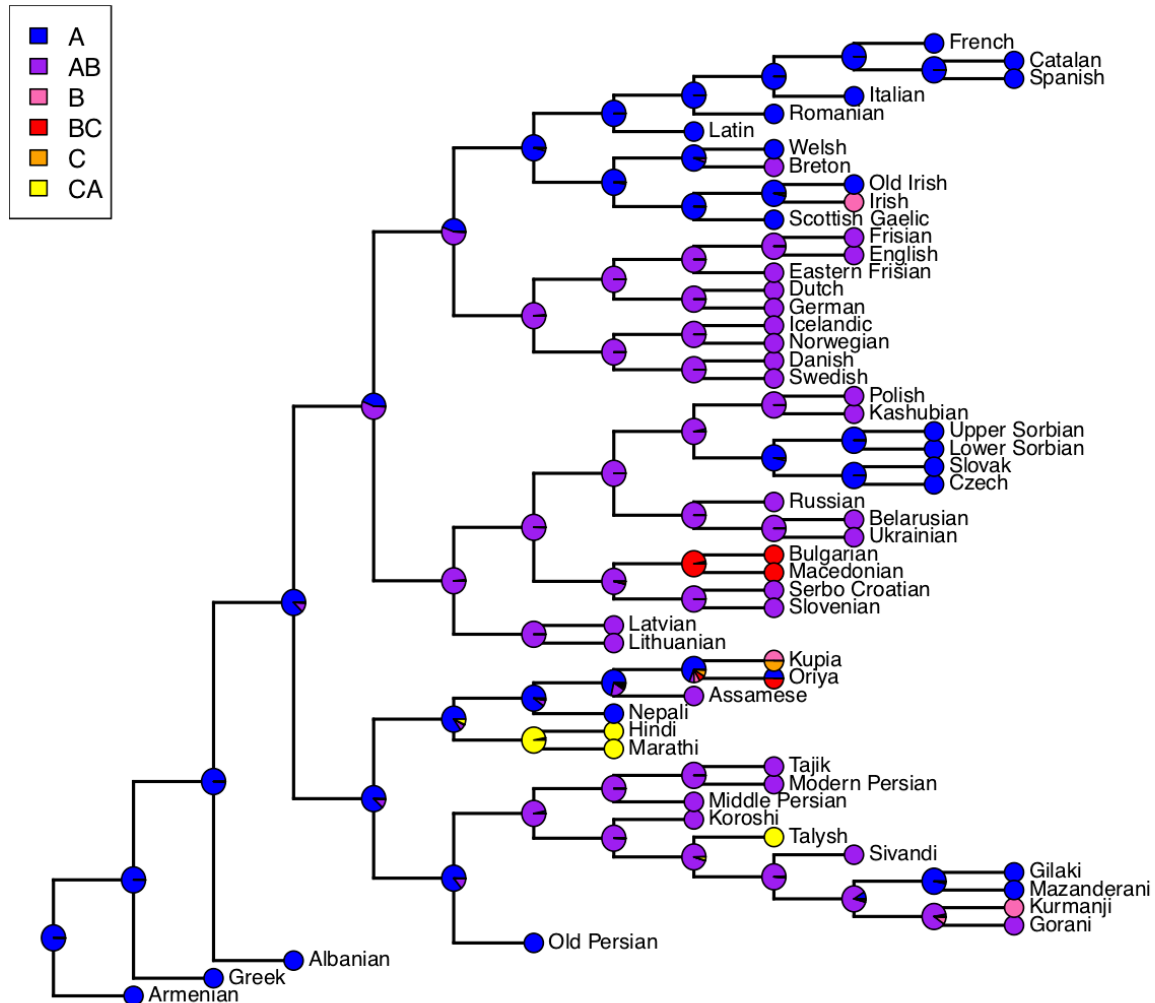 A
AB
B
BC
C
CA
French
Catalan
Spanish
Italian
Romanian
Latin
Welsh
Breton
Old Irish
Irish
Scottish Gaelic
Frisian
English
Eastern Frisian
Dutch
German
Icelandic
Norwegian
Danish
Swedish
Polish
Kashubian
Upper Sorbian
Lower Sorbian
Slovak
Czech
Russian
Belarusian
Ukrainian
Bulgarian
Macedonian
Serbo Croatian
Slovenian
Latvian
Lithuanian
Kupia
Oriya
Assamese
Nepali
Hindi
Marathi
Tajik
Modern Persian
Middle Persian
Koroshi
Talysh
Sivandi
Gilaki
Mazanderani
Kurmanji
Gorani
Old Persian
Albanian
Greek
Armenian